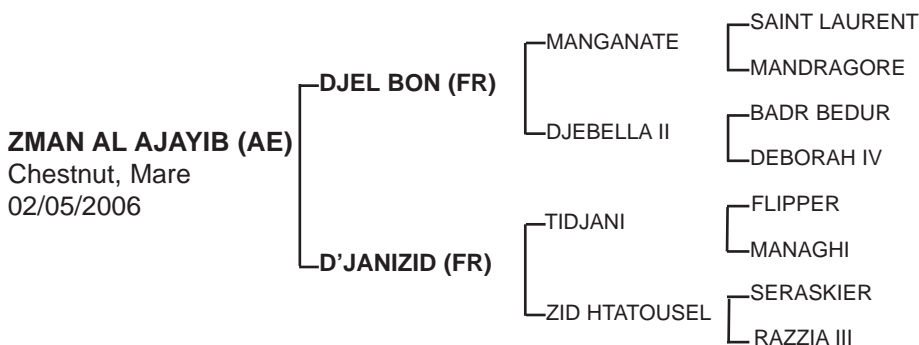 ZMAN AL AJAYIB (AE)
Chestnut, Mare
02/05/2006
DJEL BON (FR)
D'JANIZID (FR)
MANGANATE
DJEBELLA II
TIDJANI
ZID HTATOUSEL
SAINT LAURENT
MANDRAGORE
BADR BEDUR
DEBORAH IV
FLIPPER
MANAGHI
SERASKIER
RAZZIA III